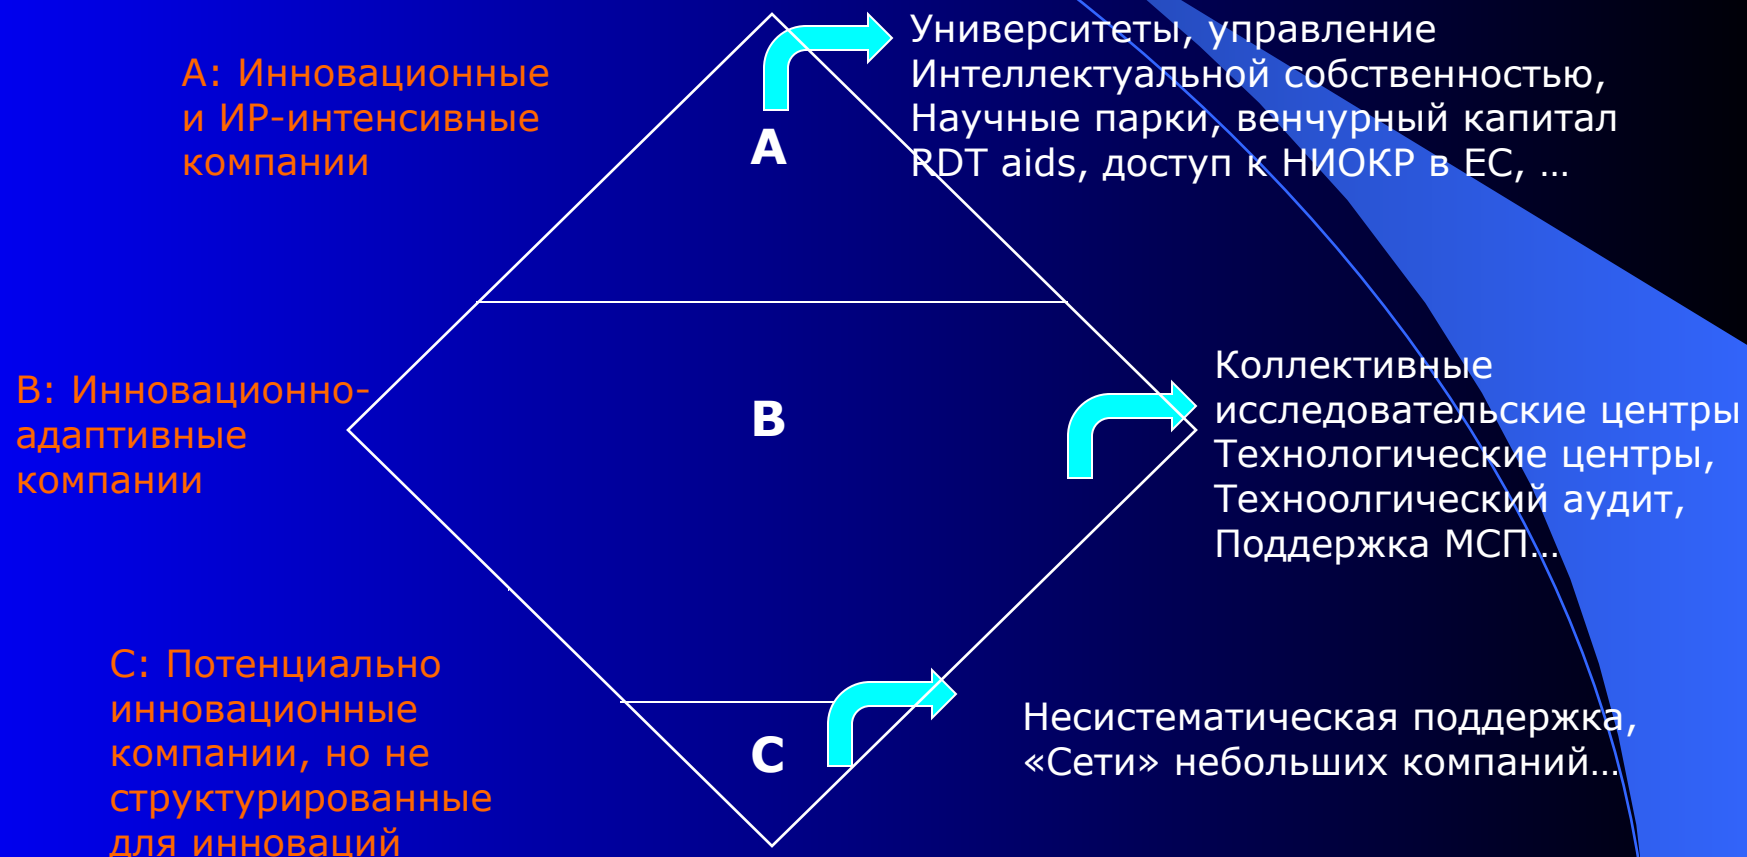 А: Инновационные
и ИР-интенсивные
компании
А
Университеты, управление
Интеллектуальной собственностью,
Научные парки, венчурный капитал
RDT aids, доступ к НИОКР в ЕС, …
В: Инновационно-
адаптивные
компании
В
Коллективные
исследовательские центры
Технологические центры,
Техноолгический аудит,
Поддержка МСП…
С: Потенциально
инновационные
компании, но не
структурированные
для инноваций
С
Несистематическая поддержка,
«Сети» небольших компаний…